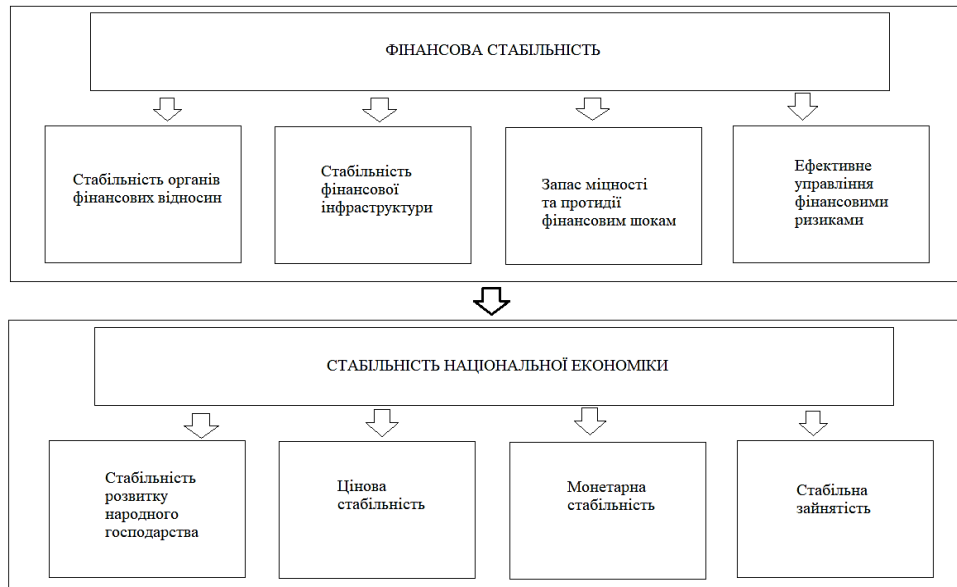 ФІНАНСОВА СТАБІЛЬНІСТЬ
Стабільність органів
фінансових відносин
Стабільність
фінансової
інфраструктури
Запас міцності
та протидії
фінансовим шокам
Ефективне
управління
фінансовими
ризиками
СТАБІЛЬНІСТЬ НАЦІОНАЛЬНОЇ ЕКОНОМІКИ
Стабільність
розвитку
народного
господарства
Цінова
стабільність
Монетарна
стабільність
Стабільна
зайнятість